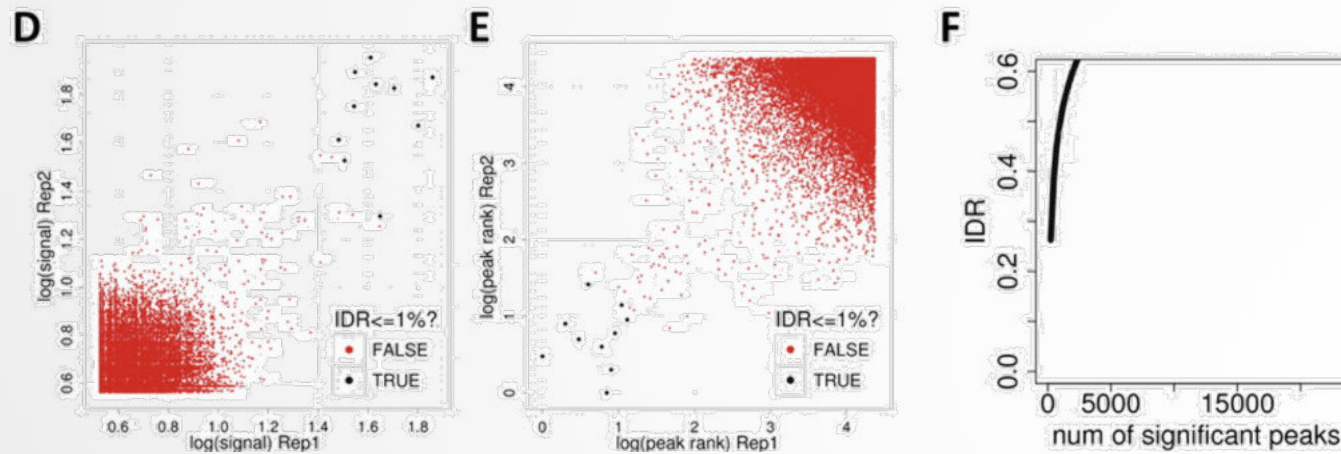 D
log(signal) Rep2
1.8
1.6
1.4
1.2
1.0
0.8
0.6
IDR<=1%?
FALSE
TRUE
0.6 0.8 1.0 1.2 1.4 1.6 1.8
log(signal) Rep1
E
log(peak rank) Rep2
4
3
2
1
0
IDR<=1%?
FALSE
TRUE
0 1 2 3 4
log(peak rank) Rep1
F
IDR
0.6
0.4
0.2
0.0
0 5000 15000
num of significant peaks